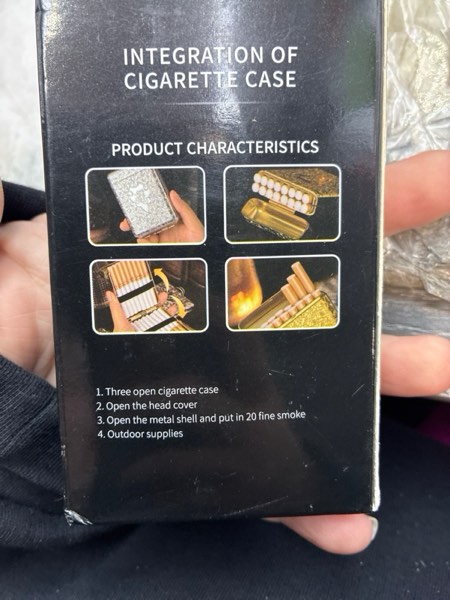 INTEGRATION OF
CIGARETTE CASE
PRODUCT CHARACTERISTICS
1. Three open cigarette case
2. Open the head cover
3. Open the metal shell and put in 20 fine smoke
4. Outdoor supplies